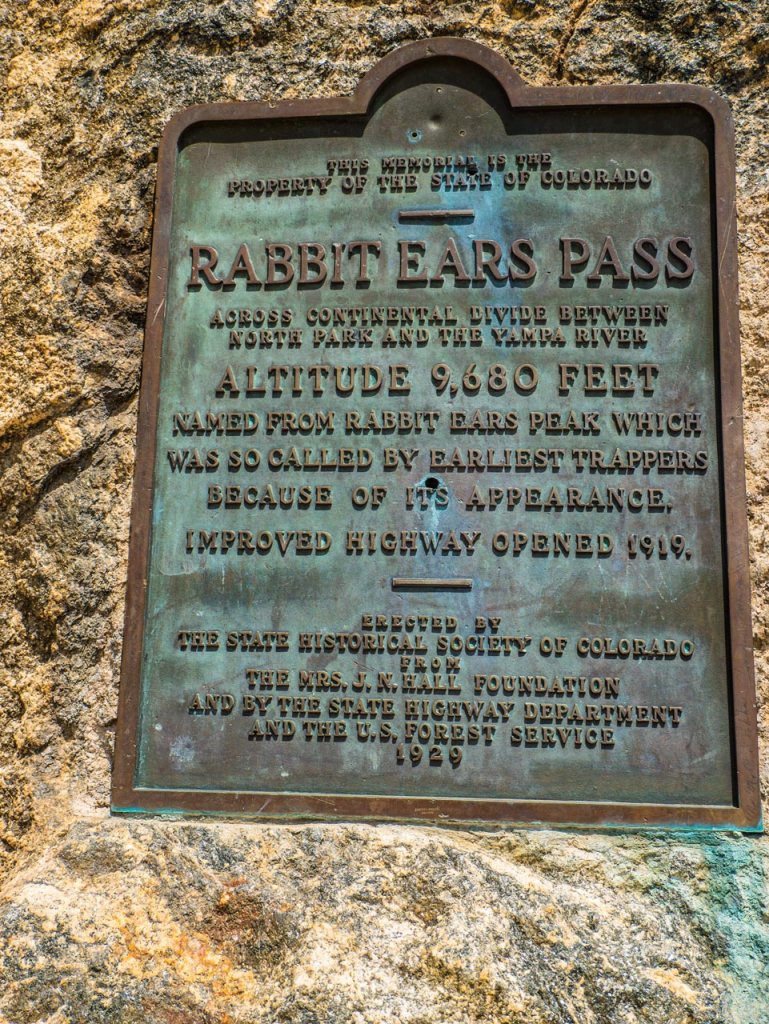 THIS MEMORIAL IS THE
PROPERTY OF THE STATE OF COLORADO
RABBIT EARS PASS
ACROSS CONTINENTAL DIVIDE BETWEEN
NORTH PARK AND THE YAMPA RIVER
ALTITUDE 9,680 FEET
NAMED FROM RABBIT EARS PEAK WHICH
WAS SO CALLED BY EARLIEST TRAPPERS
BECAUSE OF ITS APPEARANCE.
IMPROVED HIGHWAY OPENED 1919.
ERECTED BY
THE STATE HISTORICAL SOCIETY OF COLORADO
FROM
THE MRS. J. N. HALL FOUNDATION
AND BY THE STATE HIGHWAY DEPARTMENT
AND THE U.S. FOREST SERVICE
1929